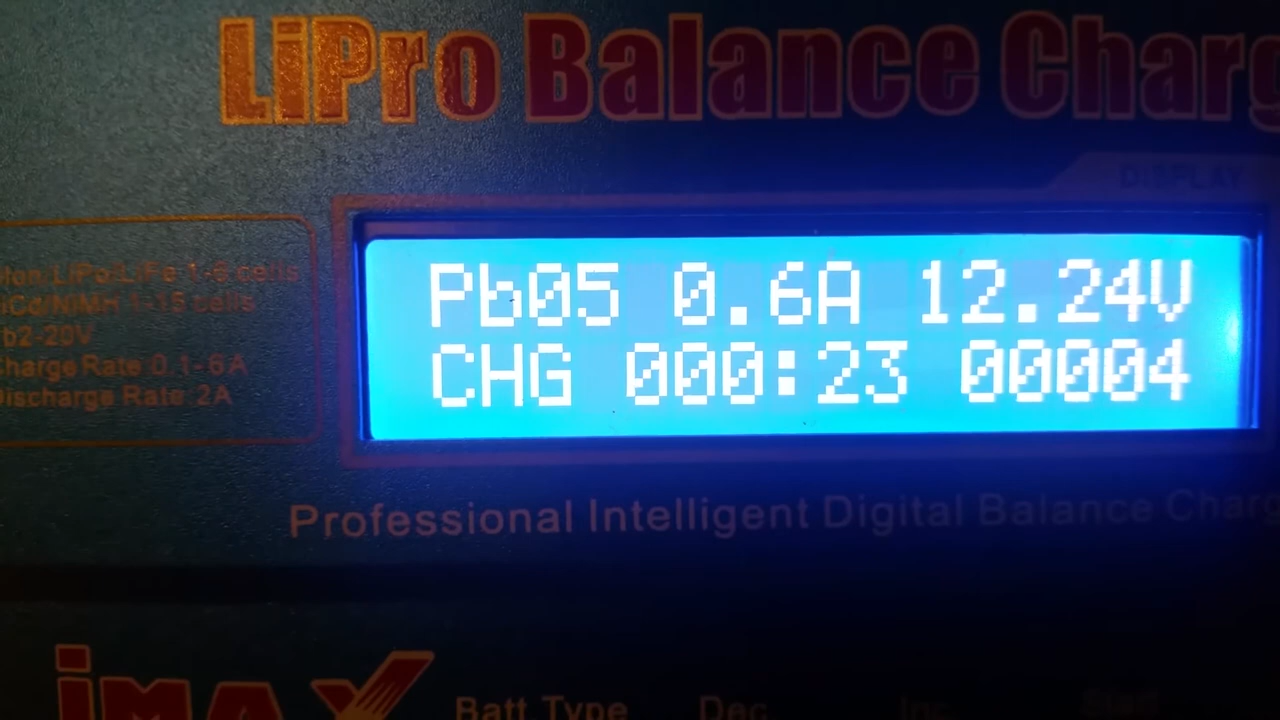 LiPro Balance Charg
DISPLAY
Pb05 0.6A 12.24V
CHG 000:23 00004
Ion/LiPo/LiFe 1-6 cells
iCd/NiMH 1-15 cells
b2-20V
harge Rate 0.1-6A
ischarge Rate 2A
Professional Intelligent Digital Balance Charg
iMAX
Batt Type
Dec
Inc
Start